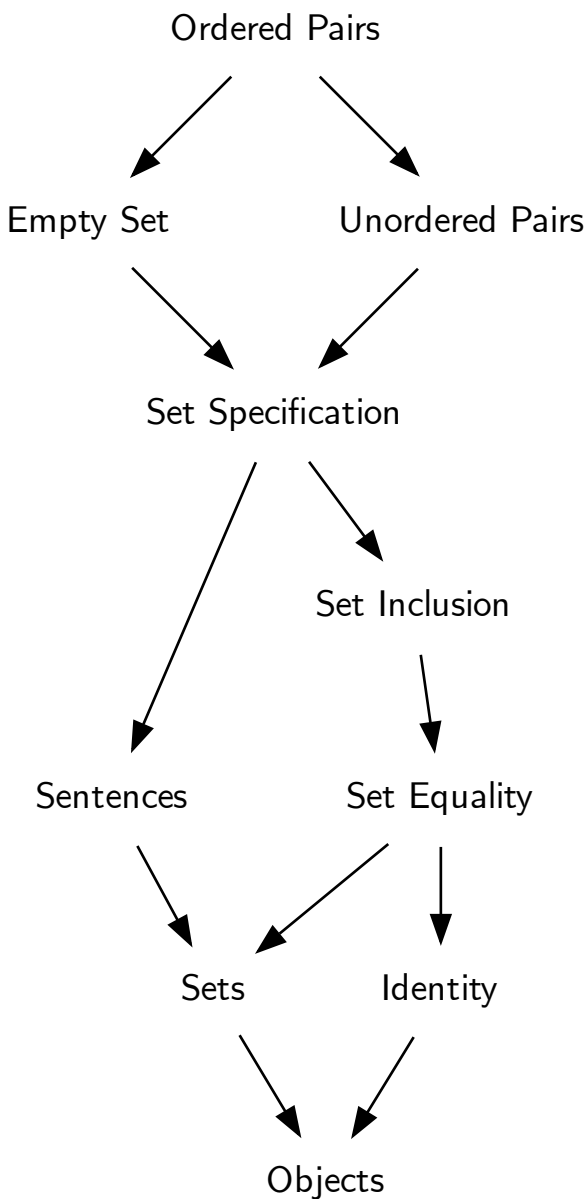 Ordered Pairs
Empty Set
Unordered Pairs
Set Specification
Set Inclusion
Sentences
Set Equality
Sets
Identity
Objects